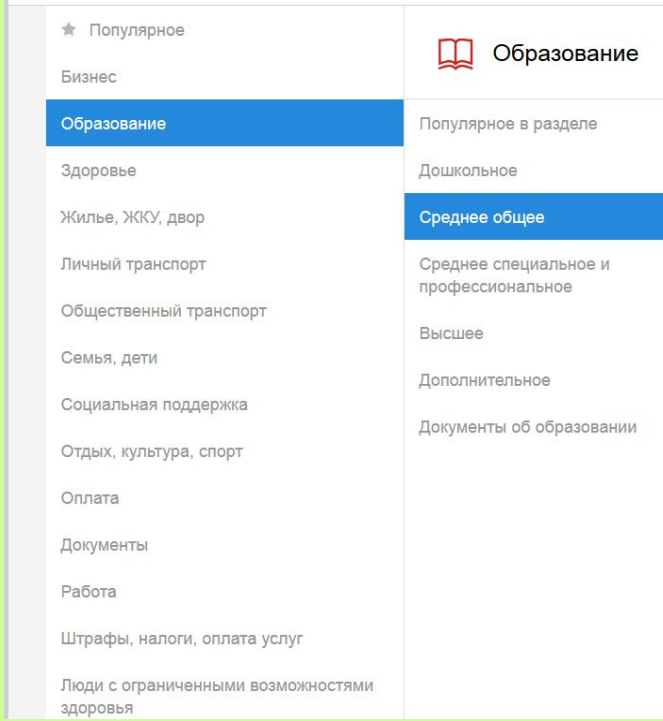 Популярное
Бизнес
Образование
Здоровье
Жилье, ЖКУ, двор
Личный транспорт
Общественный транспорт
Семья, дети
Социальная поддержка
Отдых, культура, спорт
Оплата
Документы
Работа
Штрафы, налоги, оплата услуг
Люди с ограниченными возможностями
здоровья
Образование
Популярное в разделе
Дошкольное
Среднее общее
Среднее специальное и
профессиональное
Высшее
Дополнительное
Документы об образовании